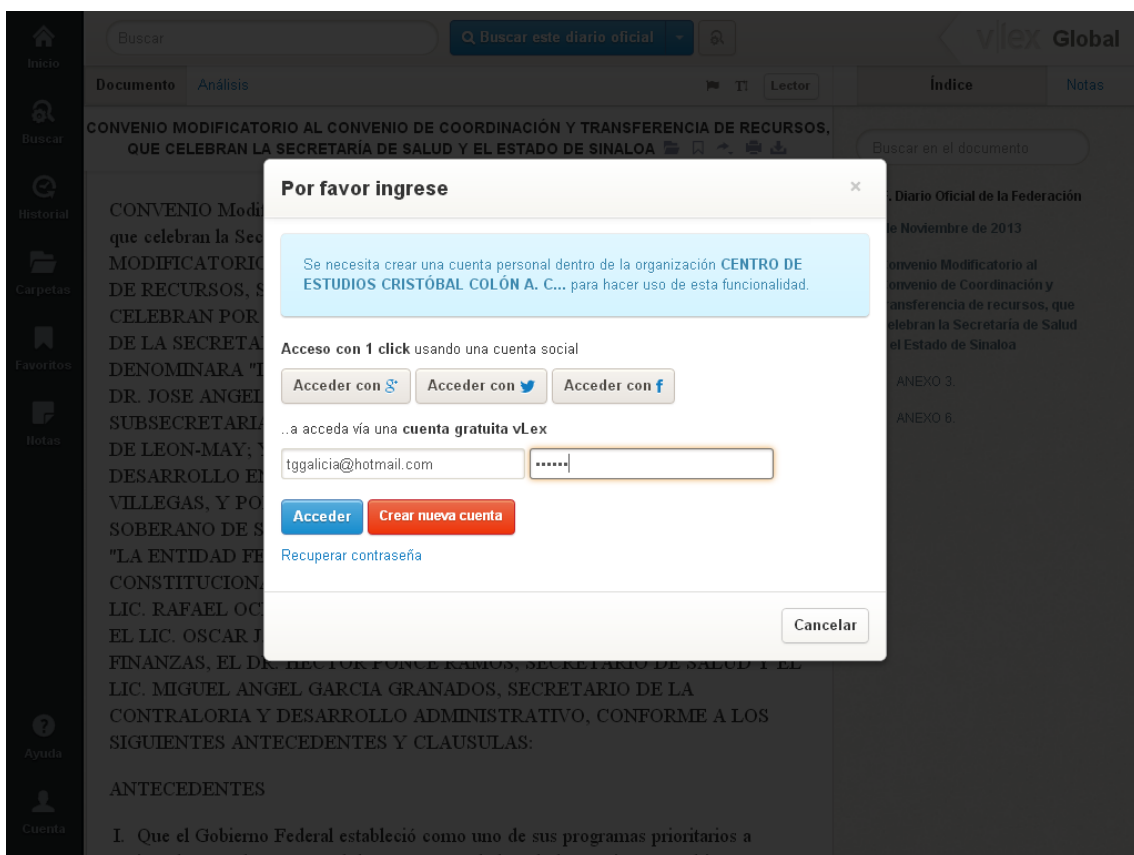 Inicio
Buscar
Q Buscar este diario oficial
vlex Global
Documento
Análisis
Lector
Índice
Notas
Buscar
CONVENIO MODIFICATORIO AL CONVENIO DE COORDINACIÓN Y TRANSFERENCIA DE RECURSOS,
QUE CELEBRAN LA SECRETARÍA DE SALUD Y EL ESTADO DE SINALOA
Buscar en el documento
Historial
Carpetas
Favoritos
Notas
Ayuda
Cuenta
CONVENIO Modi
que celebran la Sec
MODIFICATORIO
DE RECURSOS, S
CELEBRAN POR
DE LA SECRETA
DENOMINARA "L
DR. JOSE ANGEL
SUBSECRETARIA
DE LEON-MAY; Y
DESARROLLO EN
VILLEGAS, Y PO
SOBERANO DE S
"LA ENTIDAD FE
CONSTITUCIONA
LIC. RAFAEL OC
EL LIC. OSCAR J
FINANZAS, EL DR. HECTOR PONCE RAMOS, SECRETARIO DE SALUD Y EL
LIC. MIGUEL ANGEL GARCIA GRANADOS, SECRETARIO DE LA
CONTRALORIA Y DESARROLLO ADMINISTRATIVO, CONFORME A LOS
SIGUIENTES ANTECEDENTES Y CLAUSULAS:
ANTECEDENTES
I. Que el Gobierno Federal estableció como uno de sus programas prioritarios a
Por favor ingrese
×
Se necesita crear una cuenta personal dentro de la organización CENTRO DE
ESTUDIOS CRISTÓBAL COLÓN A. C... para hacer uso de esta funcionalidad.
Acceso con 1 click usando una cuenta social
Acceder con
Acceder con
Acceder con
..a acceda vía una cuenta gratuita vLex
tggalicia@hotmail.com
••••••
Acceder
Crear nueva cuenta
Recuperar contraseña
Cancelar
. Diario Oficial de la Federación
e Noviembre de 2013
onvenio Modificatorio al
onvenio de Coordinación y
ansferencia de recursos, que
elebran la Secretaría de Salud
el Estado de Sinaloa
ANEXO 3.
ANEXO 6.